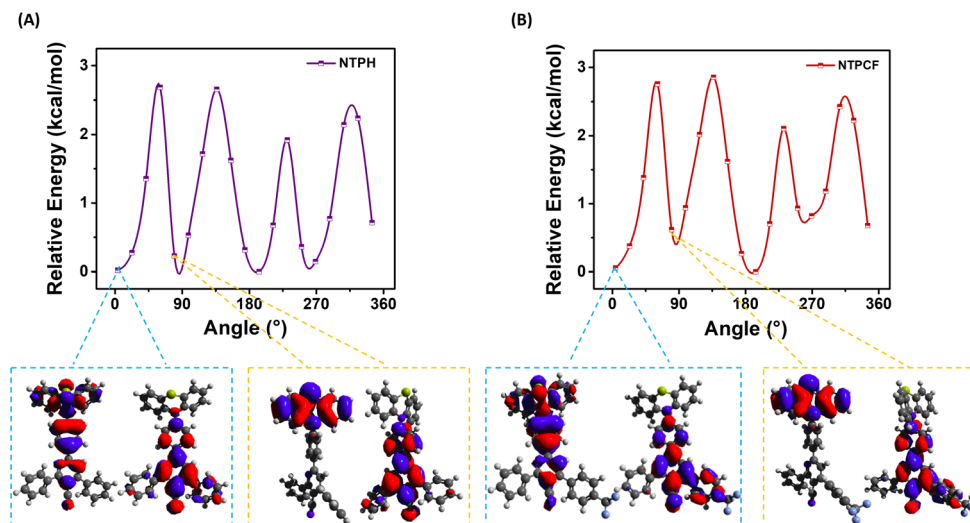 (A)
(B)
NTPH
NTPCF
3
2
1
0
Relative Energy (kcal/mol)
0
90
180
270
360
Angle (°)
3
2
1
0
Relative Energy (kcal/mol)
0
90
180
270
360
Angle (°)